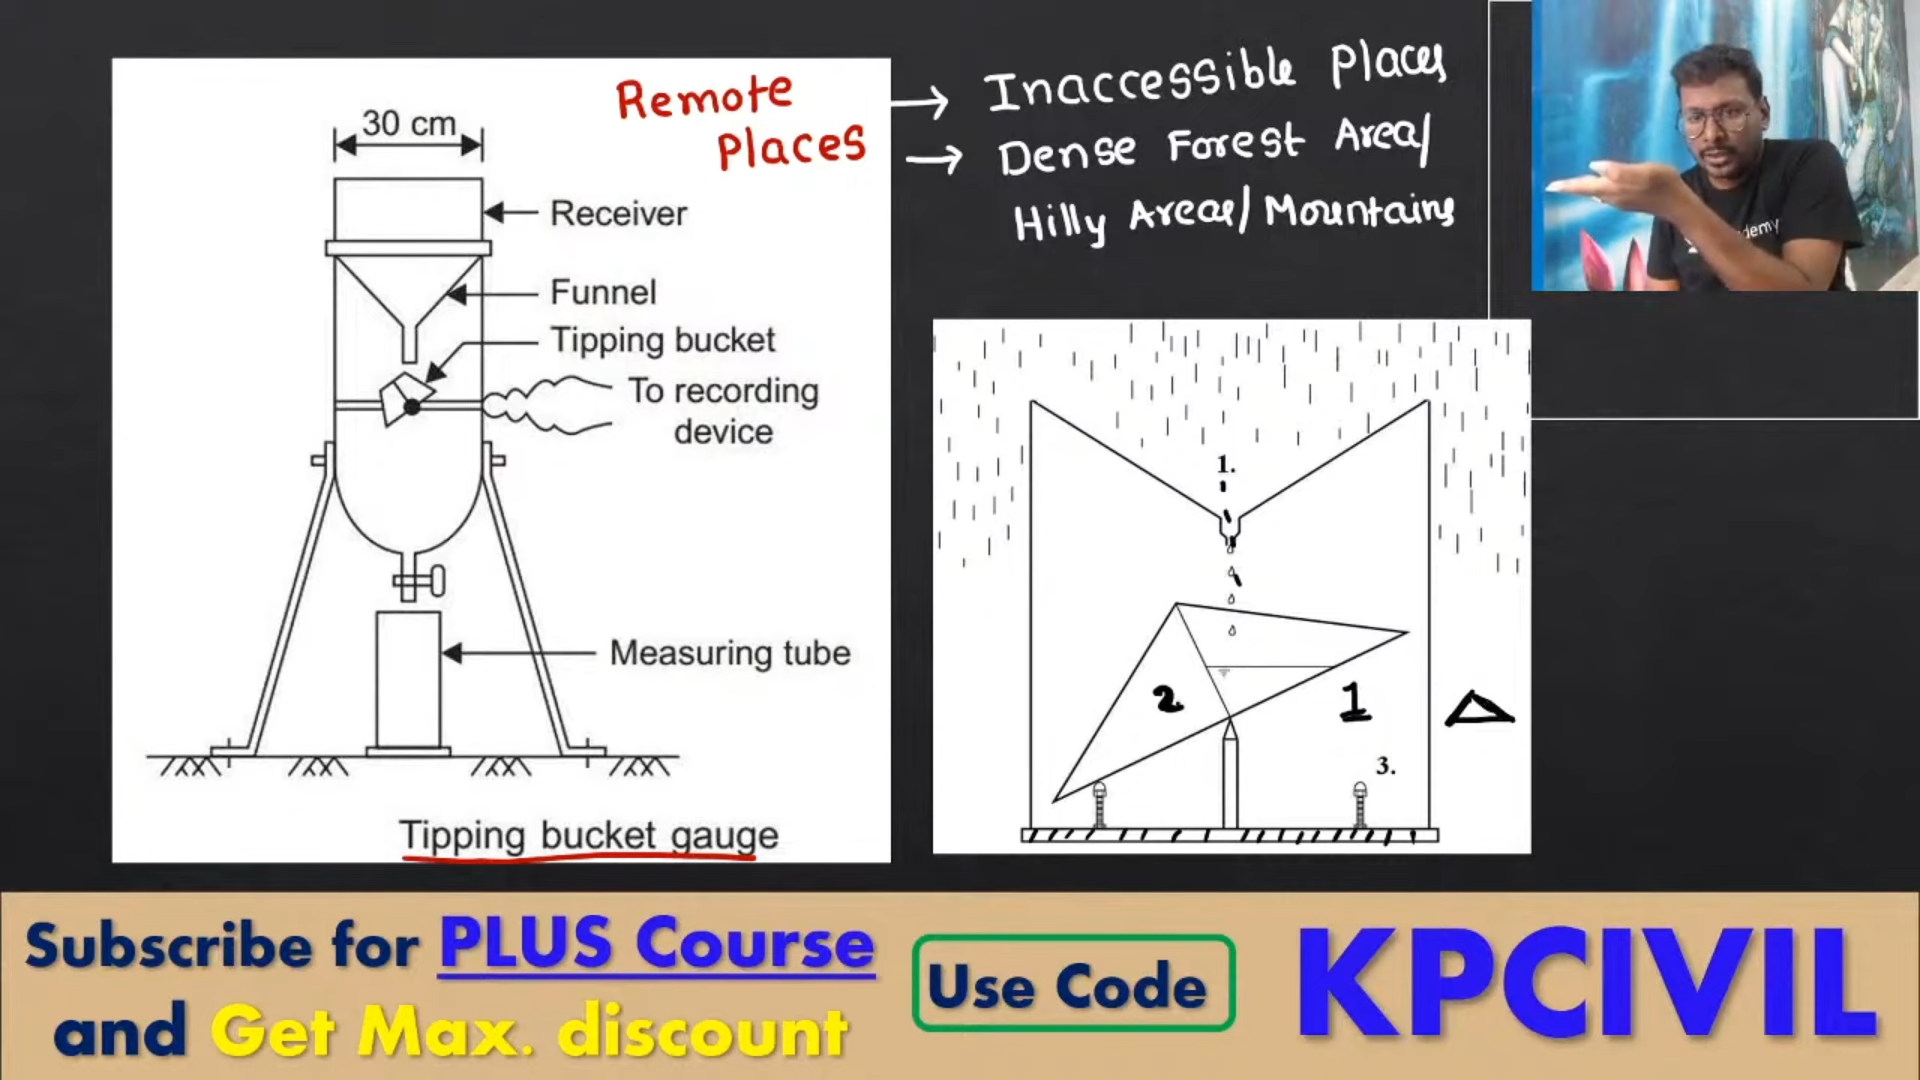 30 cm
Remote
Places
→ Inaccessible Places
→ Dense Forest Area/
Hilly Areas/Mountains
Receiver
Funnel
Tipping bucket
To recording
device
Measuring tube
Tipping bucket gauge
1.
2.
1
3.
demy
Subscribe for PLUS Course
and Get Max. discount
Use Code
KPCIVIL